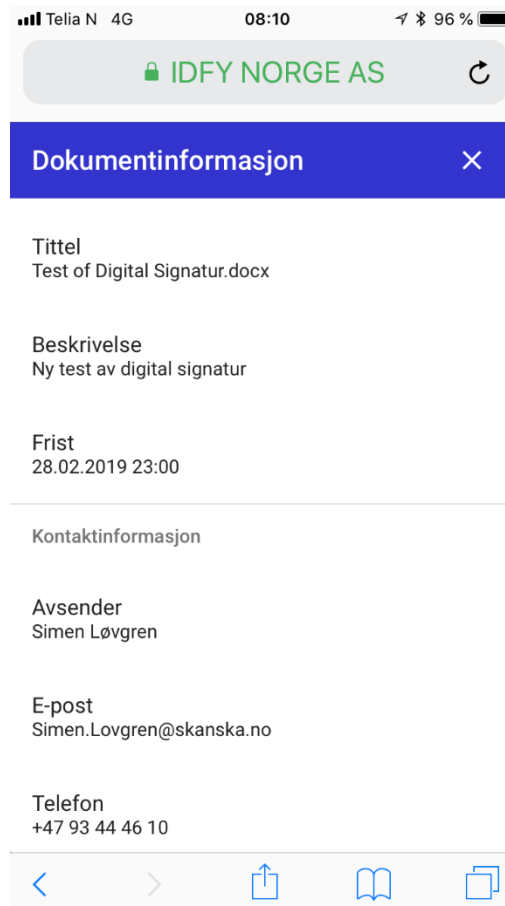 Telia N 4G 08:10 96 %
IDFY NORGE AS
Dokumentinformasjon
Tittel
Test of Digital Signatur.docx
Beskrivelse
Ny test av digital signatur
Frist
28.02.2019 23:00
Kontaktinformasjon
Avsender
Simen Løvgren
E-post
Simen.Lovgren@skanska.no
Telefon
+47 93 44 46 10